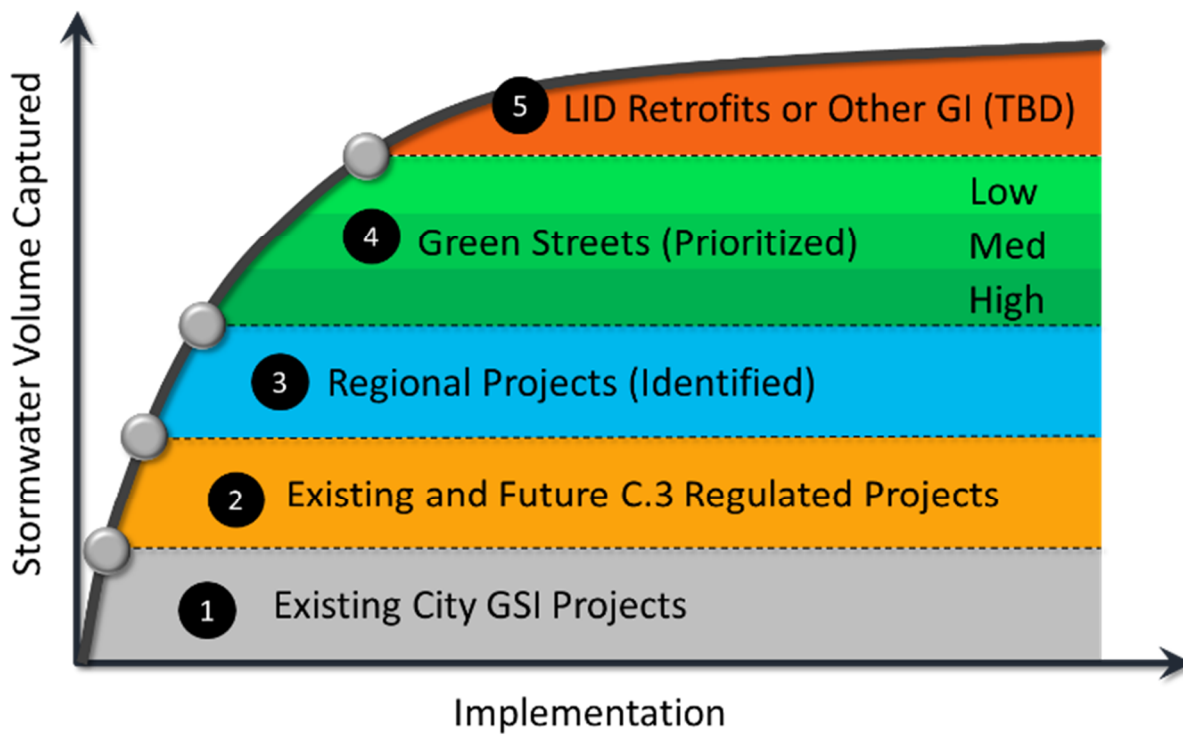 Stormwater Volume Captured
5 LID Retrofits or Other GI (TBD)
Low
4 Green Streets (Prioritized) Med
High
3 Regional Projects (Identified)
2 Existing and Future C.3 Regulated Projects
1 Existing City GSI Projects
Implementation